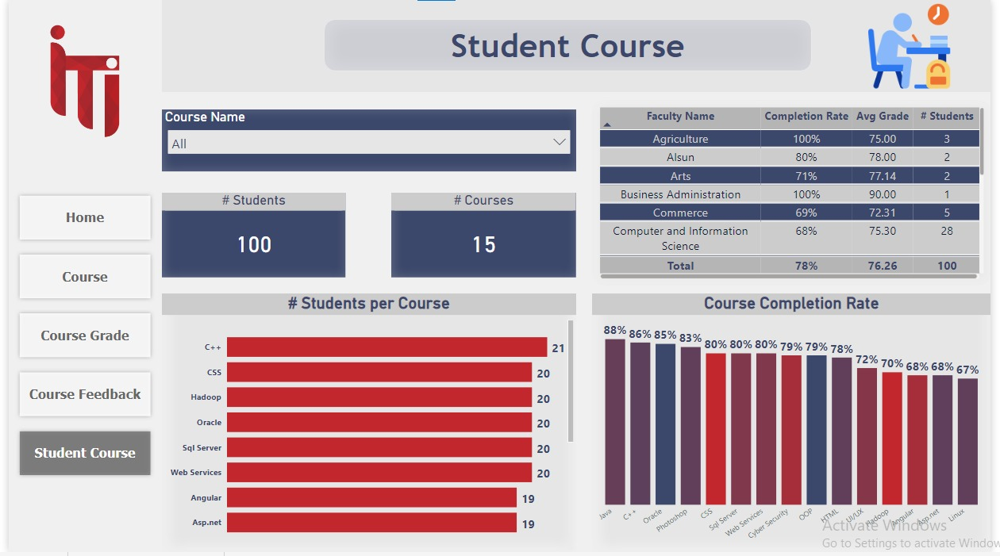 iTi
Student Course
Course Name
All
Faculty Name Completion Rate Avg Grade # Students
Agriculture 100% 75.00 3
Alsun 80% 78.00 2
Arts 71% 77.14 2
Business Administration 100% 90.00 1
Commerce 69% 72.31 5
Computer and Information 68% 75.30 28
Science
Total 78% 76.26 100
# Students
100
# Courses
15
Home
Course
Course Grade
Course Feedback
Student Course
# Students per Course
C++ 21
CSS 20
Hadoop 20
Oracle 20
Sql Server 20
Web Services 20
Angular 19
Asp.net 19
Course Completion Rate
88% 86% 85% 83% 80% 80% 80% 79% 79% 78% 72% 70% 68% 68% 67%
Java C++ Oracle Photoshop CSS Sql Server Web Services Cyber Security OOP HTML UI/UX Hadoop Angular Asp.net Linux
Activate Windows
Go to Settings to activate Window